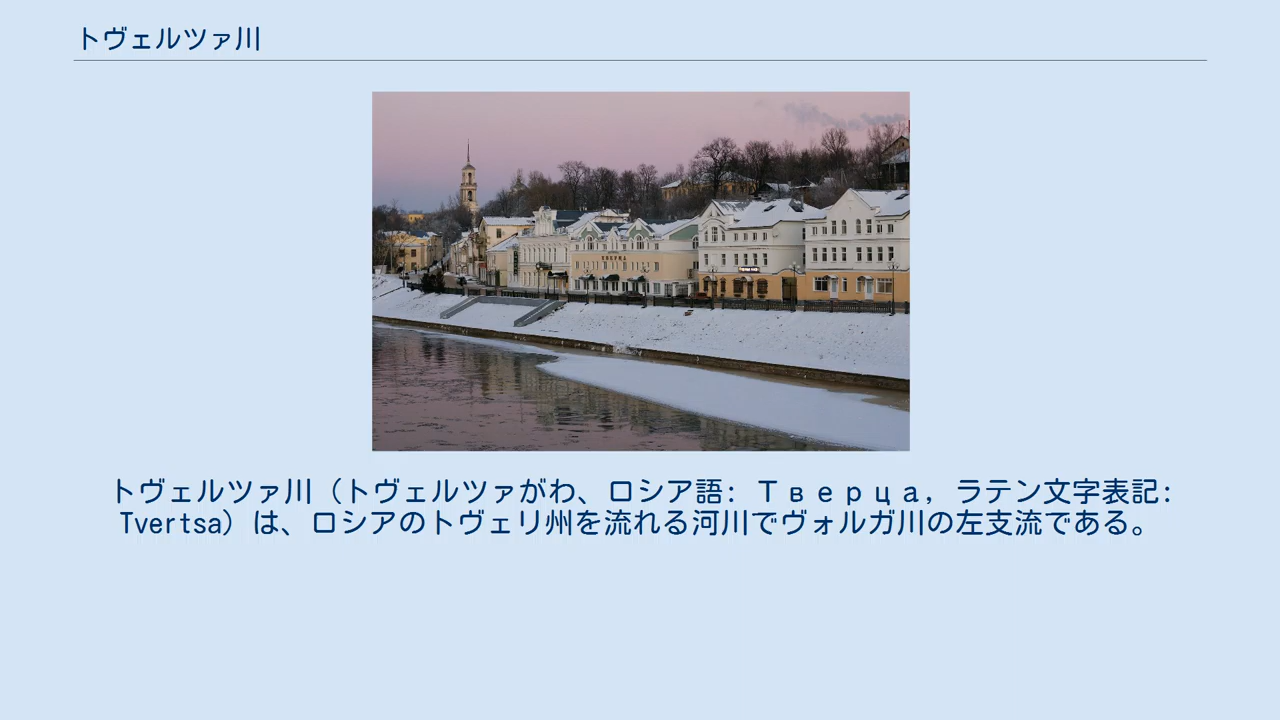 トヴェルツァ川
ТВЕРЦА
トヴェルツァ川（トヴェルツァがわ、ロシア語: Тверца, ラテン文字表記:
Tvertsa）は、ロシアのトヴェリ州を流れる河川でヴォルガ川の左支流である。